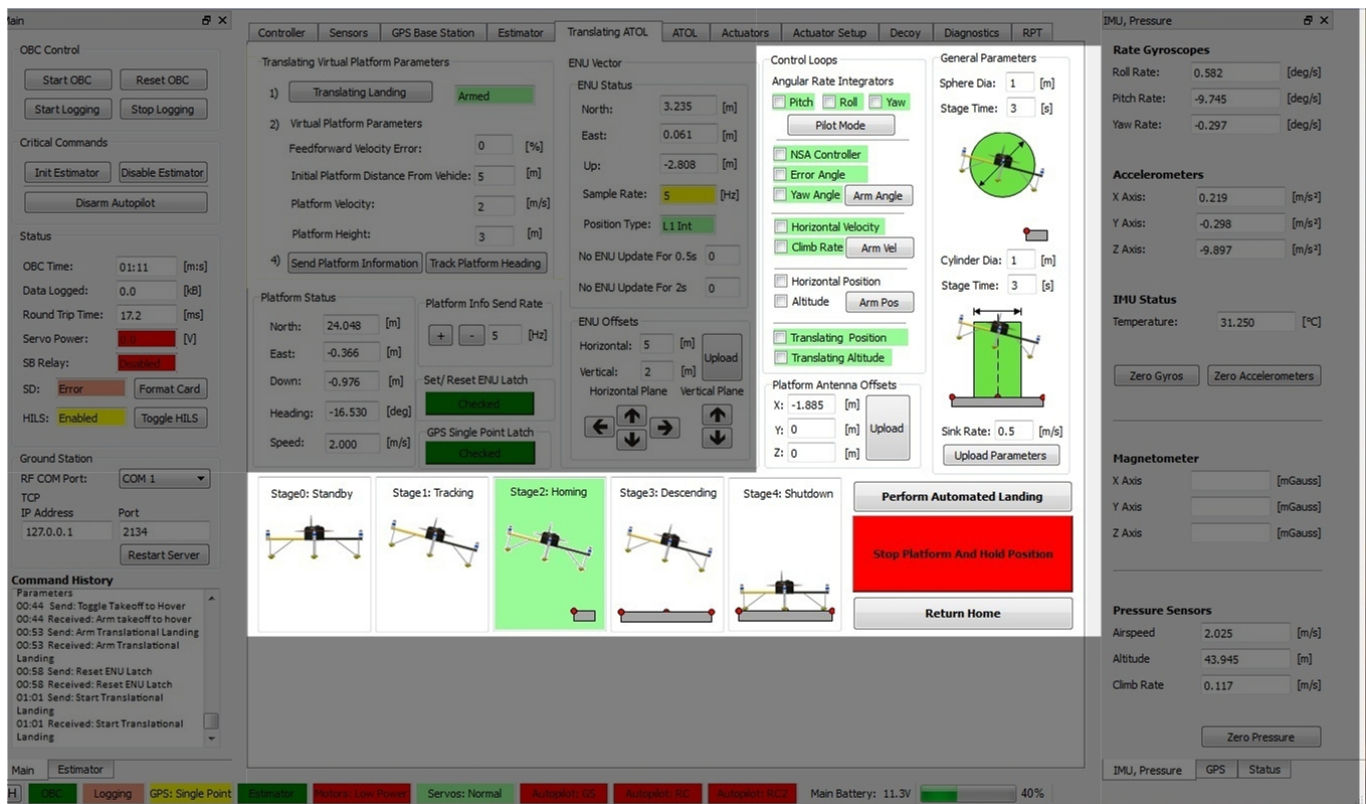 Main
OBC Control
Start OBC
Reset OBC
Start Logging
Stop Logging
Critical Commands
Init Estimator
Disable Estimator
Disarm Autopilot
Status
OBC Time: 01:11 [m:s]
Data Logged: 0.0 [kB]
Round Trip Time: 17.2 [ms]
Servo Power: 0.0 [V]
SB Relay: Disabled
SD: Error Format Card
HILS: Enabled Toggle HILS
Ground Station
RF COM Port: COM 1
TCP
IP Address Port
127.0.0.1 2134
Restart Server
Command History
Parameters
00:44 Send: Toggle Takeoff to Hover
00:44 Received: Arm takeoff to hover
00:53 Send: Arm Translational Landing
00:53 Received: Arm Translational
Landing
00:58 Send: Reset ENU Latch
00:58 Received: Reset ENU Latch
01:01 Send: Start Translational
Landing
01:01 Received: Start Translational
Landing
Main Estimator
Controller Sensors GPS Base Station Estimator Translating ATOL ATOL Actuators Actuator Setup Decoy Diagnostics RPT
Translating Virtual Platform Parameters
1) Translating Landing Armed
2) Virtual Platform Parameters
Feedforward Velocity Error: 0 [%]
Initial Platform Distance From Vehicle: 5 [m]
Platform Velocity: 2 [m/s]
Platform Height: 3 [m]
4) Send Platform Information Track Platform Heading
Platform Status
North: 24.048 [m]
East: -0.366 [m]
Down: -0.976 [m]
Heading: -16.530 [deg]
Speed: 2.000 [m/s]
Platform Info Send Rate
+ - 5 [Hz]
Set/Reset ENU Latch
Checked
GPS Single Point Latch
Checked
ENU Vector
ENU Status
North: 3.235 [m]
East: 0.061 [m]
Up: -2.808 [m]
Sample Rate: 5 [Hz]
Position Type: L1 Int
No ENU Update For 0.5s 0
No ENU Update For 2s 0
ENU Offsets
Horizontal: 5 [m]
Vertical: 2 [m]
Upload
Horizontal Plane Vertical Plane
Control Loops
Angular Rate Integrators
Pitch Roll Yaw
Pilot Mode
NSA Controller
Error Angle
Yaw Angle Arm Angle
Horizontal Velocity
Climb Rate Arm Vel
Horizontal Position
Altitude Arm Pos
Translating Position
Translating Altitude
Platform Antenna Offsets
X: -1.885 [m]
Y: 0 [m]
Z: 0 [m]
Upload
General Parameters
Sphere Dia: 1 [m]
Stage Time: 3 [s]
Cylinder Dia: 1 [m]
Stage Time: 3 [s]
Sink Rate: 0.5 [m/s]
Upload Parameters
Stage0: Standby
Stage1: Tracking
Stage2: Homing
Stage3: Descending
Stage4: Shutdown
Perform Automated Landing
Stop Platform And Hold Position
Return Home
IMU, Pressure
Rate Gyroscopes
Roll Rate: 0.582 [deg/s]
Pitch Rate: -9.745 [deg/s]
Yaw Rate: -0.297 [deg/s]
Accelerometers
X Axis: 0.219 [m/s²]
Y Axis: -0.298 [m/s²]
Z Axis: -9.897 [m/s²]
IMU Status
Temperature: 31.250 [°C]
Zero Gyros Zero Accelerometers
Magnetometer
X Axis [mGauss]
Y Axis [mGauss]
Z Axis [mGauss]
Pressure Sensors
Airspeed 2.025 [m/s]
Altitude 43.945 [m]
Climb Rate 0.117 [m/s]
Zero Pressure
IMU, Pressure GPS Status
H OBC Logging GPS: Single Point Estimator Motors: Low Power Servos: Normal Autopilot: GS Autopilot: RC Autopilot: RC2 Main Battery: 11.3V 40%